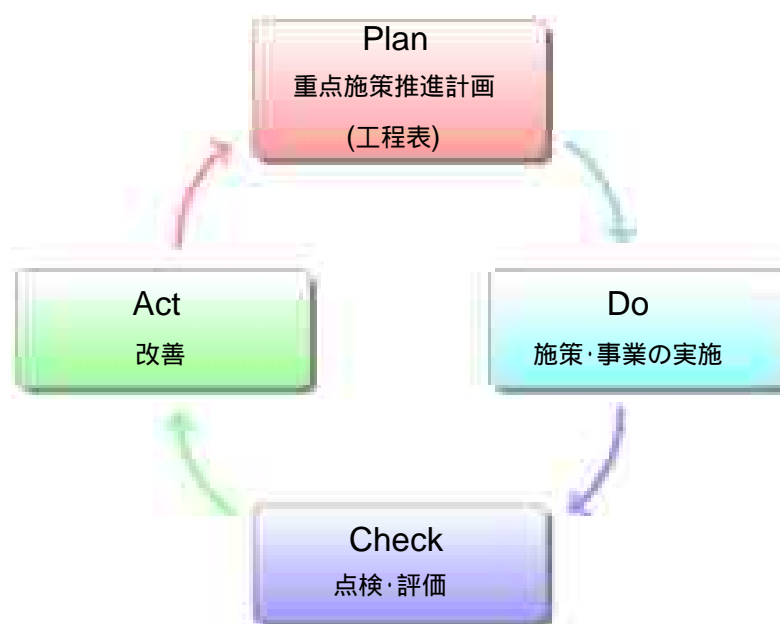 Plan
重点施策推進計画
(工程表)
Act
改善
Do
施策･事業の実施
Check
点検･評価